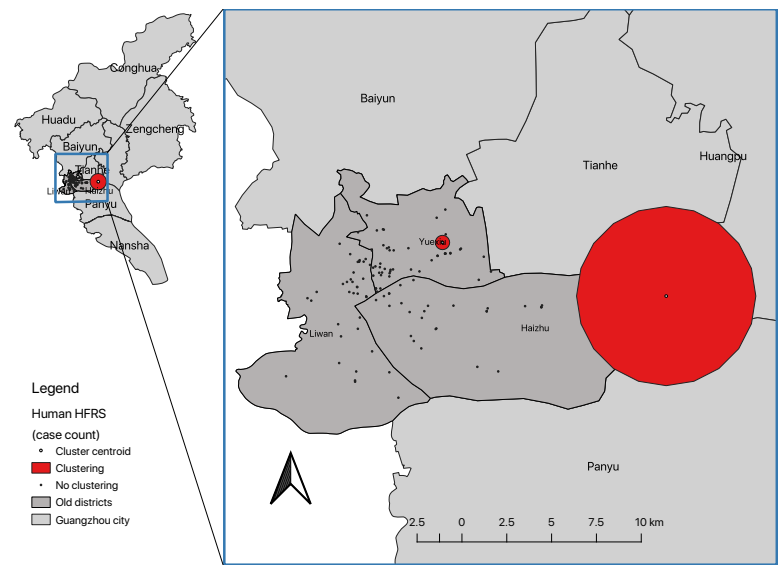 Conghua
Huadu
Zengcheng
Baiyun
Tianhe
Liwan
Haizhu
Panyu
Nansha
Baiyun
Tianhe
Huangpu
Yuexiu
Liwan
Haizhu
Panyu
Legend
Human HFRS
(case count)
Cluster centroid
Clustering
No clustering
Old districts
Guangzhou city
2.5 0 2.5 5 7.5 10 km